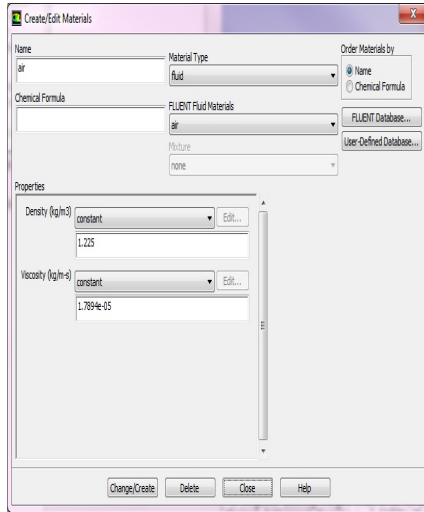 Create/Edit Materials
Name
air
Material Type
fluid
Order Materials by
Name
Chemical Formula
Chemical Formula
FLUENT Fluid Materials
air
FLUENT Database...
User-Defined Database...
Mixture
none
Properties
Density (kg/m3) constant Edit...
1.225
Viscosity (kg/m-s) constant Edit...
1.7894e-05
Change/Create Delete Close Help